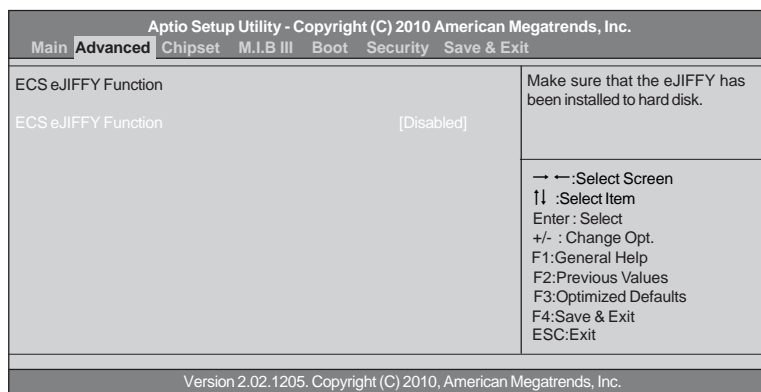 Aptio Setup Utility - Copyright (C) 2010 American Megatrends, Inc.
Main Advanced Chipset M.I.B III Boot Security Save & Exit
ECS eJIFFY Function
ECS eJIFFY Function [Disabled]
Make sure that the eJIFFY has
been installed to hard disk.
→ ←:Select Screen
↑↓ :Select Item
Enter : Select
+/- : Change Opt.
F1:General Help
F2:Previous Values
F3:Optimized Defaults
F4:Save & Exit
ESC:Exit
Version 2.02.1205. Copyright (C) 2010, American Megatrends, Inc.